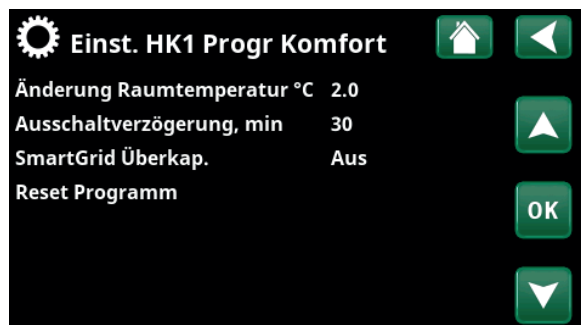 Einst. HK1 Progr Komfort
Änderung Raumtemperatur °C 2.0
Ausschaltverzögerung, min 30
SmartGrid Überkap. Aus
Reset Programm
OK